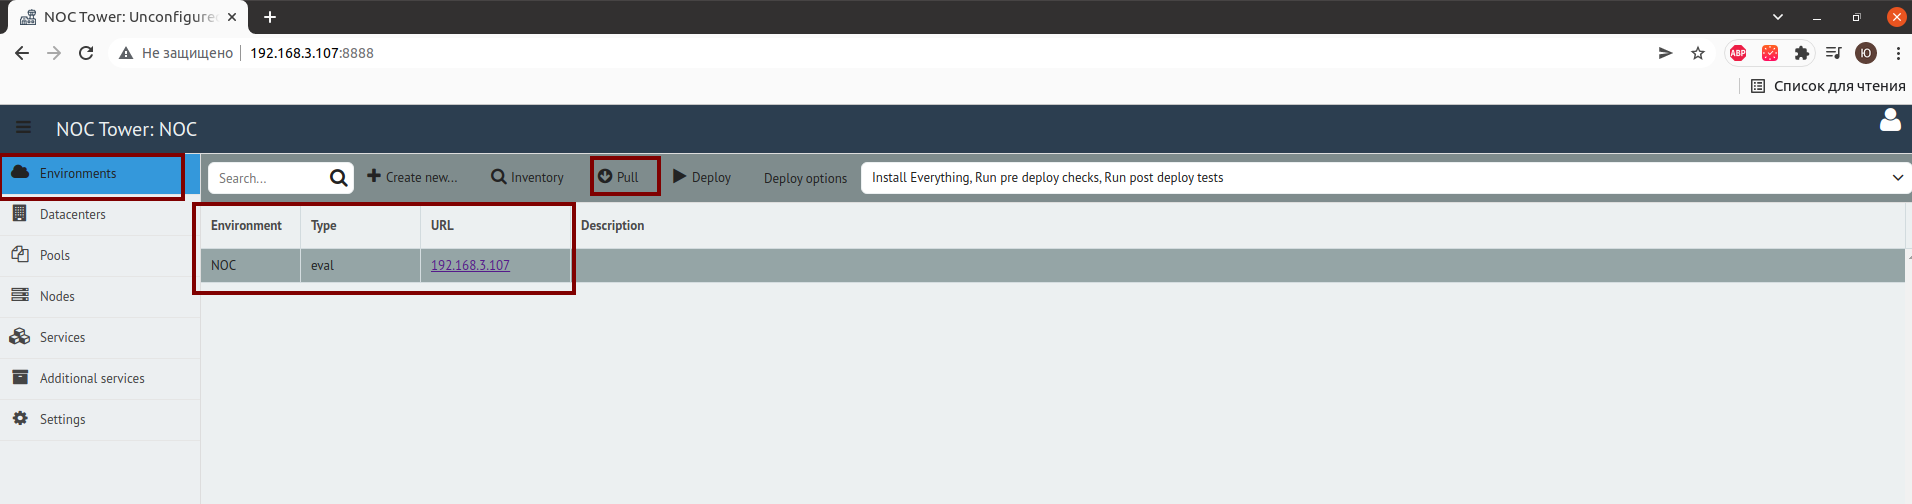 NOC Tower: Unconfigured
Не защищено 192.168.3.107:8888
ABP
Ю
Список для чтения
NOC Tower: NOC
Environments
Datacenters
Pools
Nodes
Services
Additional services
Settings
Search...
Create new...
Inventory
Pull
Deploy
Deploy options
Install Everything, Run pre deploy checks, Run post deploy tests
Environment Type URL Description
NOC eval 192.168.3.107